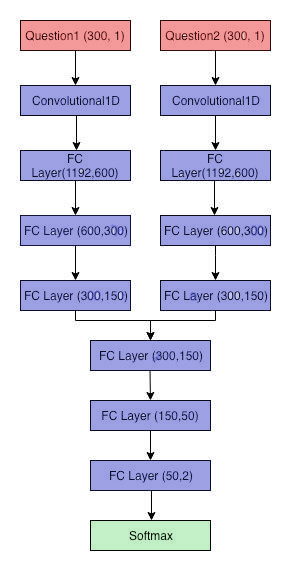 Question1 (300, 1)
Question2 (300, 1)
Convolutional1D
Convolutional1D
FC
Layer(1192,600)
FC
Layer(1192,600)
FC Layer (600,300)
FC Layer (600,300)
FC Layer (300,150)
FC Layer (300,150)
FC Layer (300,150)
FC Layer (150,50)
FC Layer (50,2)
Softmax